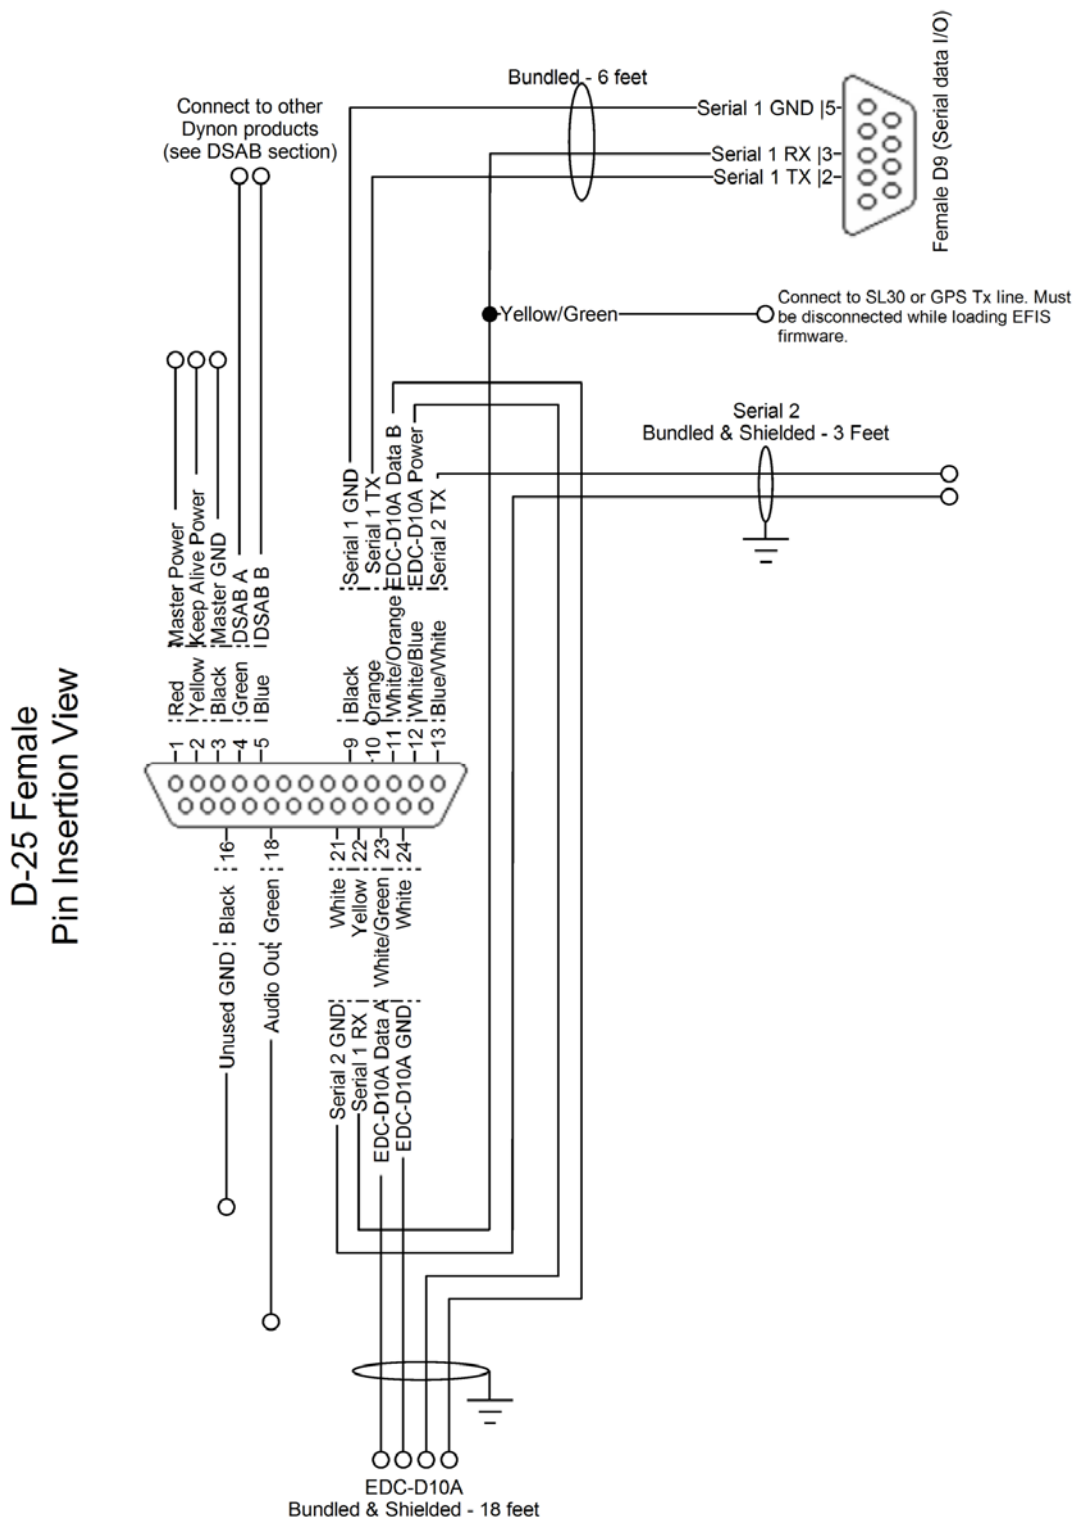 Bundled - 6 feet
Connect to other
Dynon products
(see DSAB section)
Serial 1 GND |5
Serial 1 RX |3
Serial 1 TX |2
Female D9 (Serial data I/O)
Yellow/Green
Connect to SL30 or GPS Tx line. Must
be disconnected while loading EFIS
firmware.
Serial 2
Bundled & Shielded - 3 Feet
Master Power
Keep Alive Power
Master GND
DSAB A
DSAB B
Serial 1 GND
Serial 1 TX
EDC-D10A Data B
EDC-D10A Power
Serial 2 TX
Red
Yellow
Black
Green
Blue
Black
Orange
White/Orange
White/Blue
Blue/White
1
2
3
4
5
9
10
11
12
13
D-25 Female
Pin Insertion View
16
18
21
22
23
24
Black
Green
White
Yellow
White/Green
White
Unused GND
Audio Out
Serial 2 GND
Serial 1 RX
EDC-D10A Data A
EDC-D10A GND
EDC-D10A
Bundled & Shielded - 18 feet